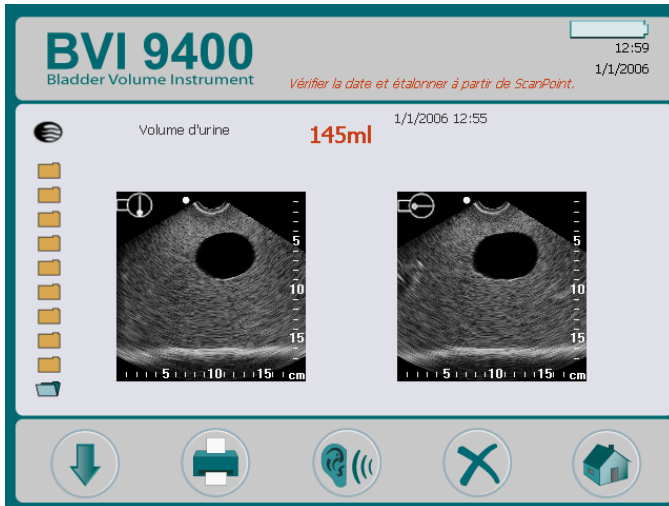 BVI 9400
Bladder Volume Instrument
Vérifier la date et étalonner á partir de ScanPoint.
12:59
1/1/2006
Volume d'urine
145ml
1/1/2006 12:55
5
10
15
5 10 15 cm
5
10
15
5 10 15 cm